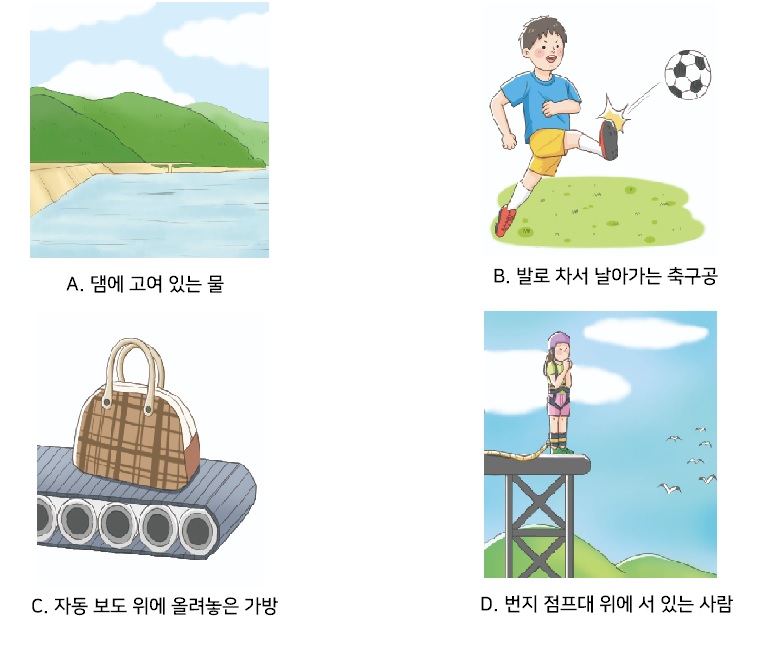 A. 댐에 고여 있는 물
B. 발로 차서 날아가는 축구공
C. 자동 보도 위에 올려놓은 가방
D. 번지 점프대 위에 서 있는 사람